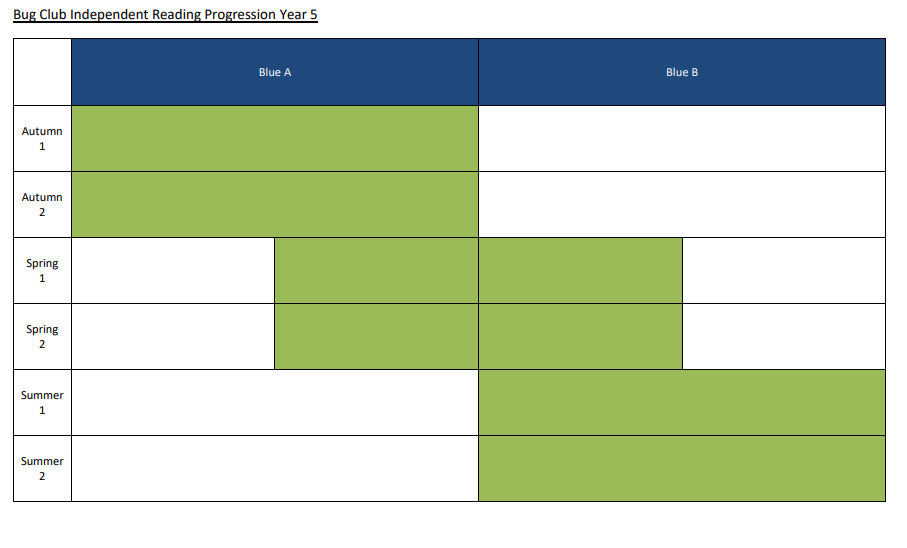 Bug Club Independent Reading Progression Year 5
Blue A
Blue B
Autumn
1
Autumn
2
Spring
1
Spring
2
Summer
1
Summer
2